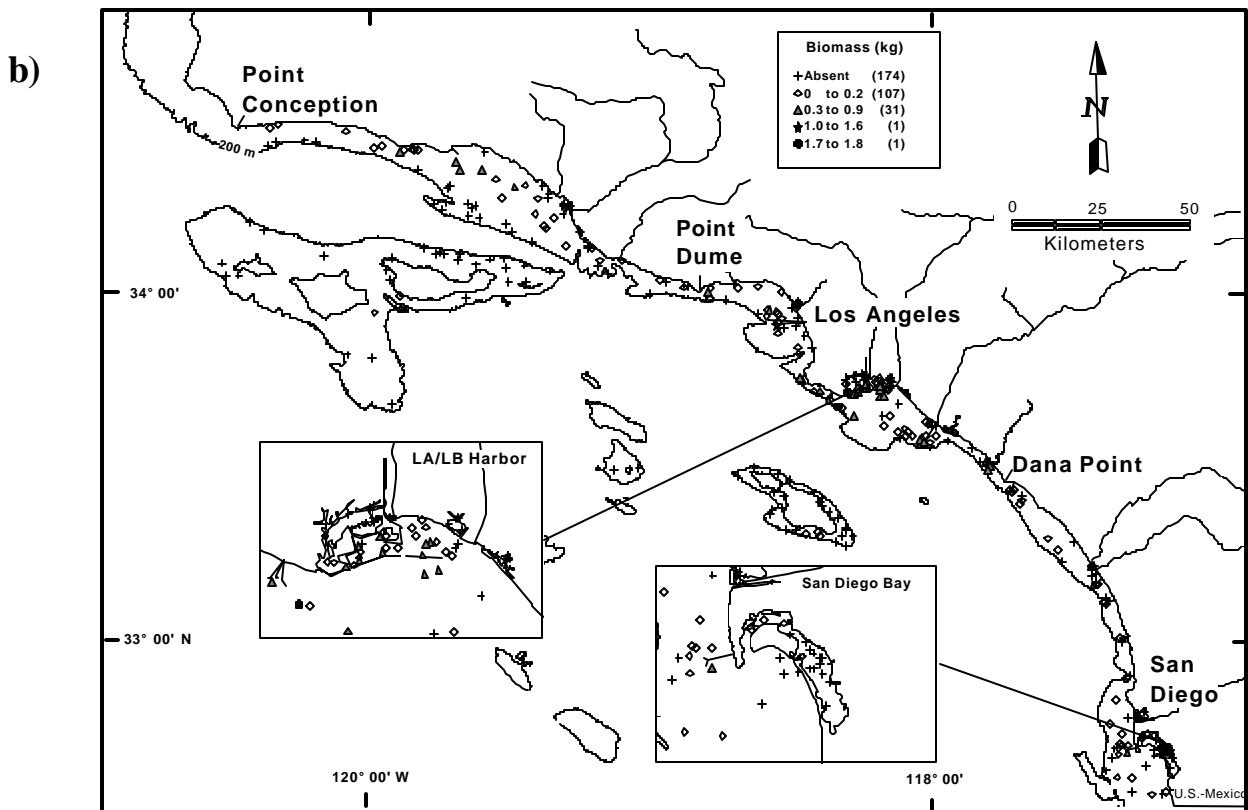 b)
Biomass (kg)
+Absent (174)
0 to 0.2 (107)
0.3 to 0.9 (31)
1.0 to 1.6 (1)
1.7 to 1.8 (1)
Point
Conception
200 m
N
0 25 50
Kilometers
Point
Dume
34° 00'
Los Angeles
LA/LB Harbor
Dana Point
San Diego Bay
33° 00' N
San
Diego
120° 00' W
118° 00'
U.S.-Mexico